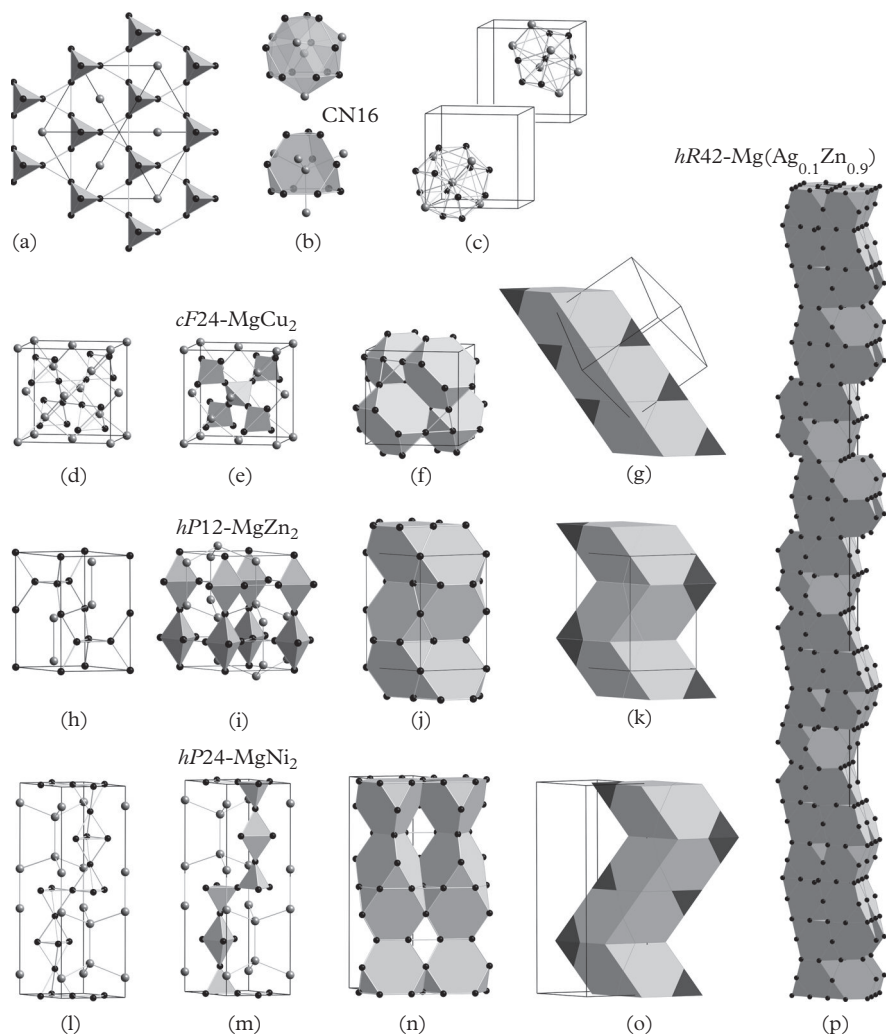 CN16
(a)
(b)
(c)
hR42-Mg(Ag0.1Zn0.9)
cF24-MgCu2
(d)
(e)
(f)
(g)
hP12-MgZn2
(h)
(i)
(j)
(k)
hP24-MgNi2
(l)
(m)
(n)
(o)
(p)